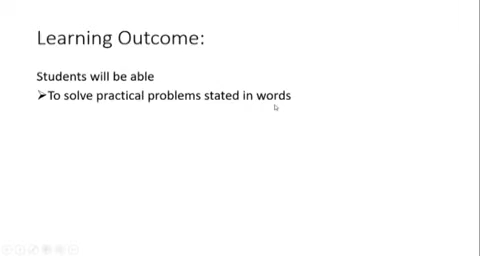 Learning Outcome:
Students will be able
➤To solve practical problems stated in words